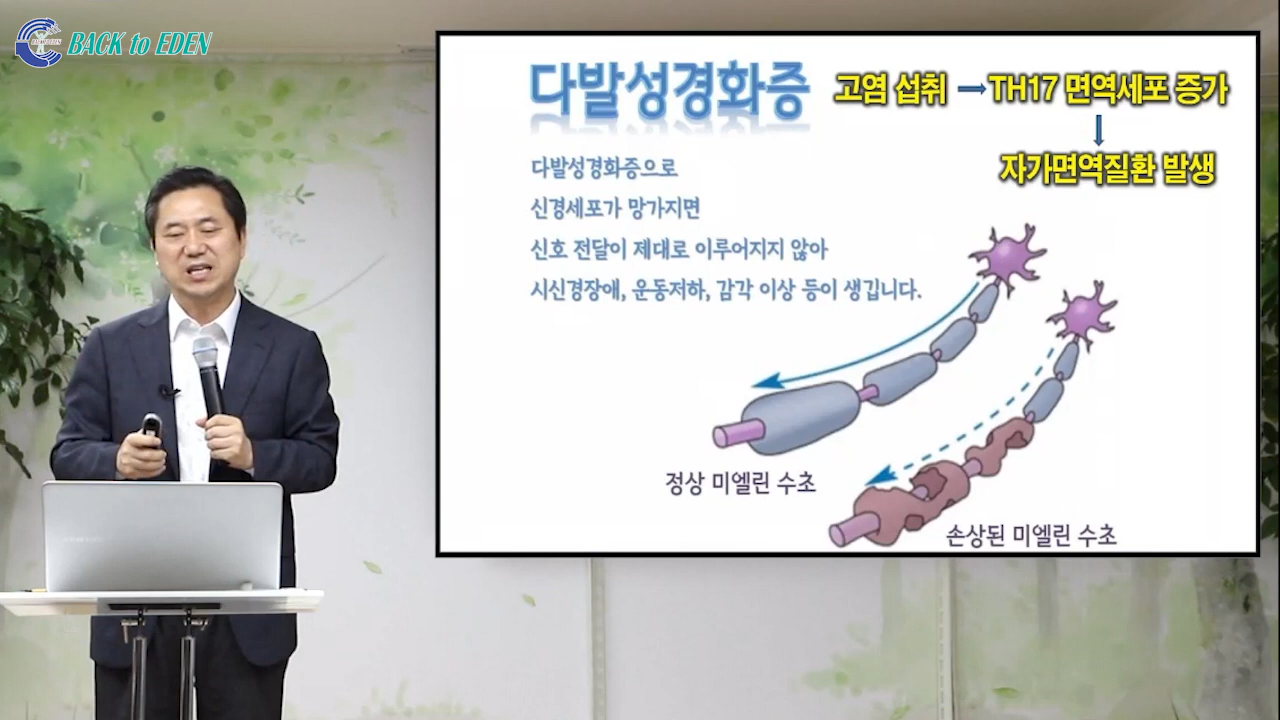 BACK to EDEN
다발성경화증
고염 섭취 → TH17 면역세포 증가
↓
자가면역질환 발생
다발성경화증으로
신경세포가 망가지면
신호 전달이 제대로 이루어지지 않아
시신경장애, 운동저하, 감각 이상 등이 생깁니다.
정상 미엘린 수초
손상된 미엘린 수초